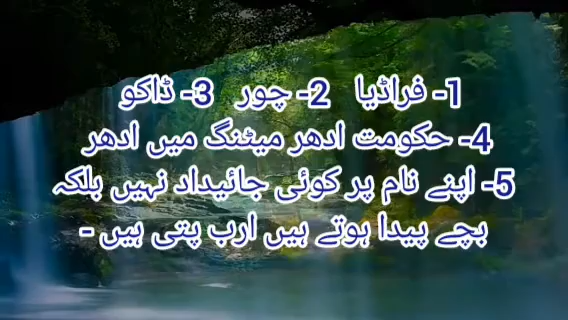 1- فراڈیا 2- چور 3- ڈاکو
4- حکومت ادھر میٹنگ میں ادھر
5- اپنے نام پر کوئی جائیداد نہیں بلکہ
بچے پیدا ہوتے ہیں ارب پتی ہیں -